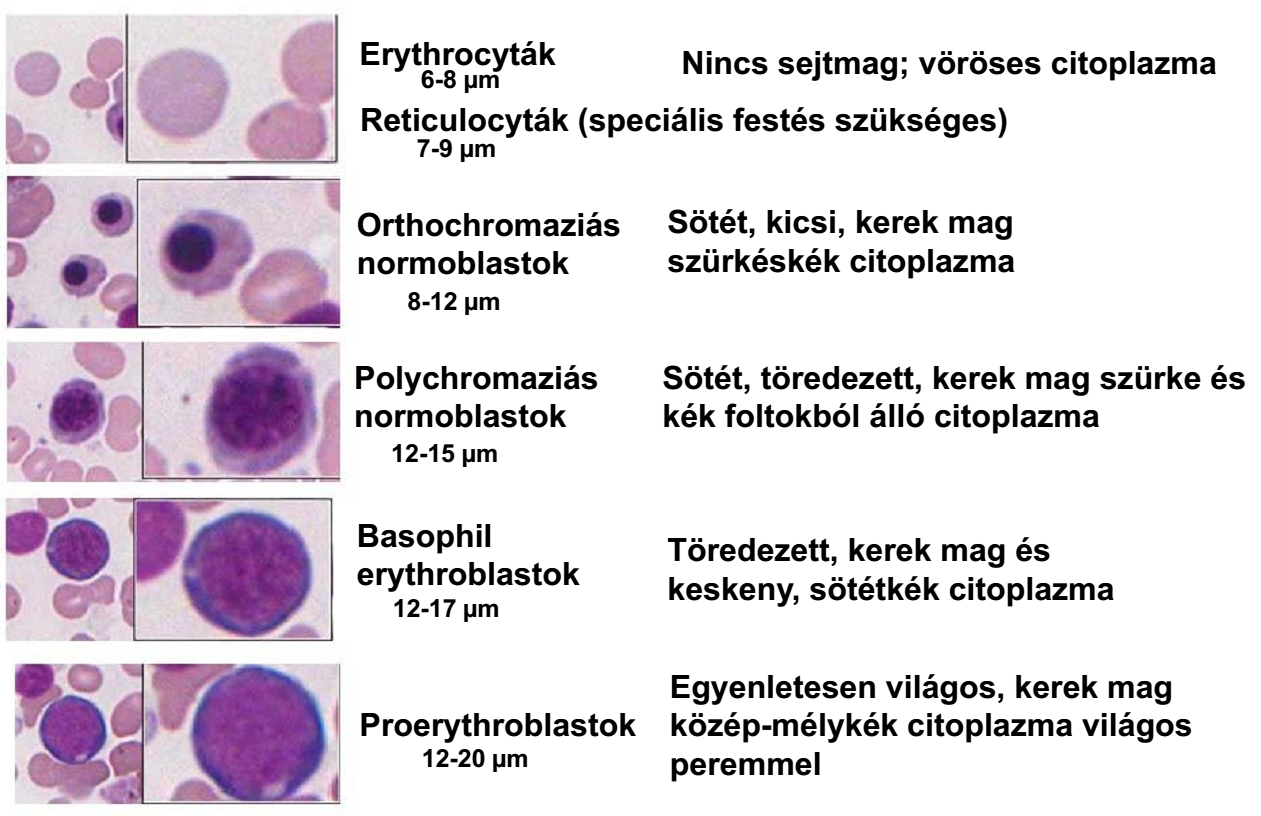 Erythrocyták
6-8 µm
Nincs sejtmag; vöröses citoplazma
Reticulocyták (speciális festés szükséges)
7-9 µm
Orthochromaziás
normoblastok
8-12 µm
Sötét, kicsi, kerek mag
szürkéskék citoplazma
Polychromaziás
normoblastok
12-15 µm
Sötét, töredezett, kerek mag szürke és
kék foltokból álló citoplazma
Basophil
erythroblastok
12-17 µm
Töredezett, kerek mag és
keskeny, sötétkék citoplazma
Proerythroblastok
12-20 µm
Egyenletesen világos, kerek mag
közép-mélykék citoplazma világos
peremmel